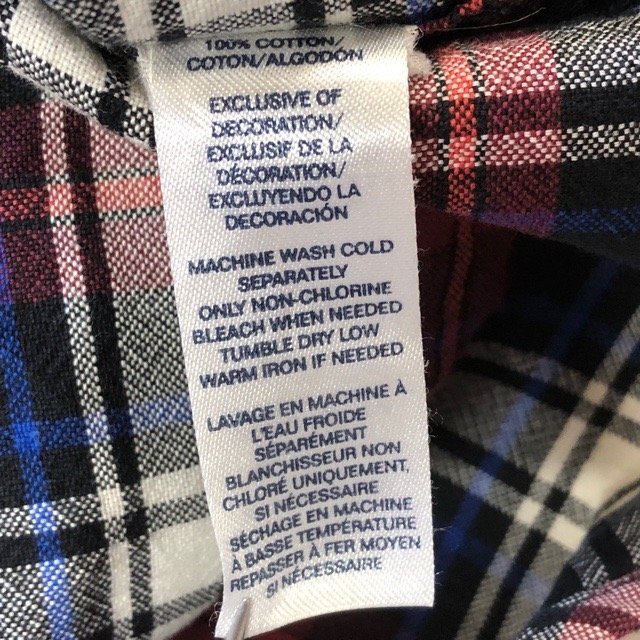 100% COTTON/
COTON/ALGODON
EXCLUSIVE OF
DECORATION/
EXCLUSIF DE LA
DÉCORATION/
EXCLUYENDO LA
DECORACIÓN
MACHINE WASH COLD
SEPARATELY
ONLY NON-CHLORINE
BLEACH WHEN NEEDED
TUMBLE DRY LOW
WARM IRON IF NEEDED
LAVAGE EN MACHINE À
L'EAU FROIDE
SÉPARÉMENT
BLANCHISSEUR NON
CHLORÉ UNIQUEMENT,
SI NÉCESSAIRE
SÉCHAGE EN MACHINE
À BASSE TEMPÉRATURE
REPASSER À FER MOYEN
SI NÉCESSAIRE